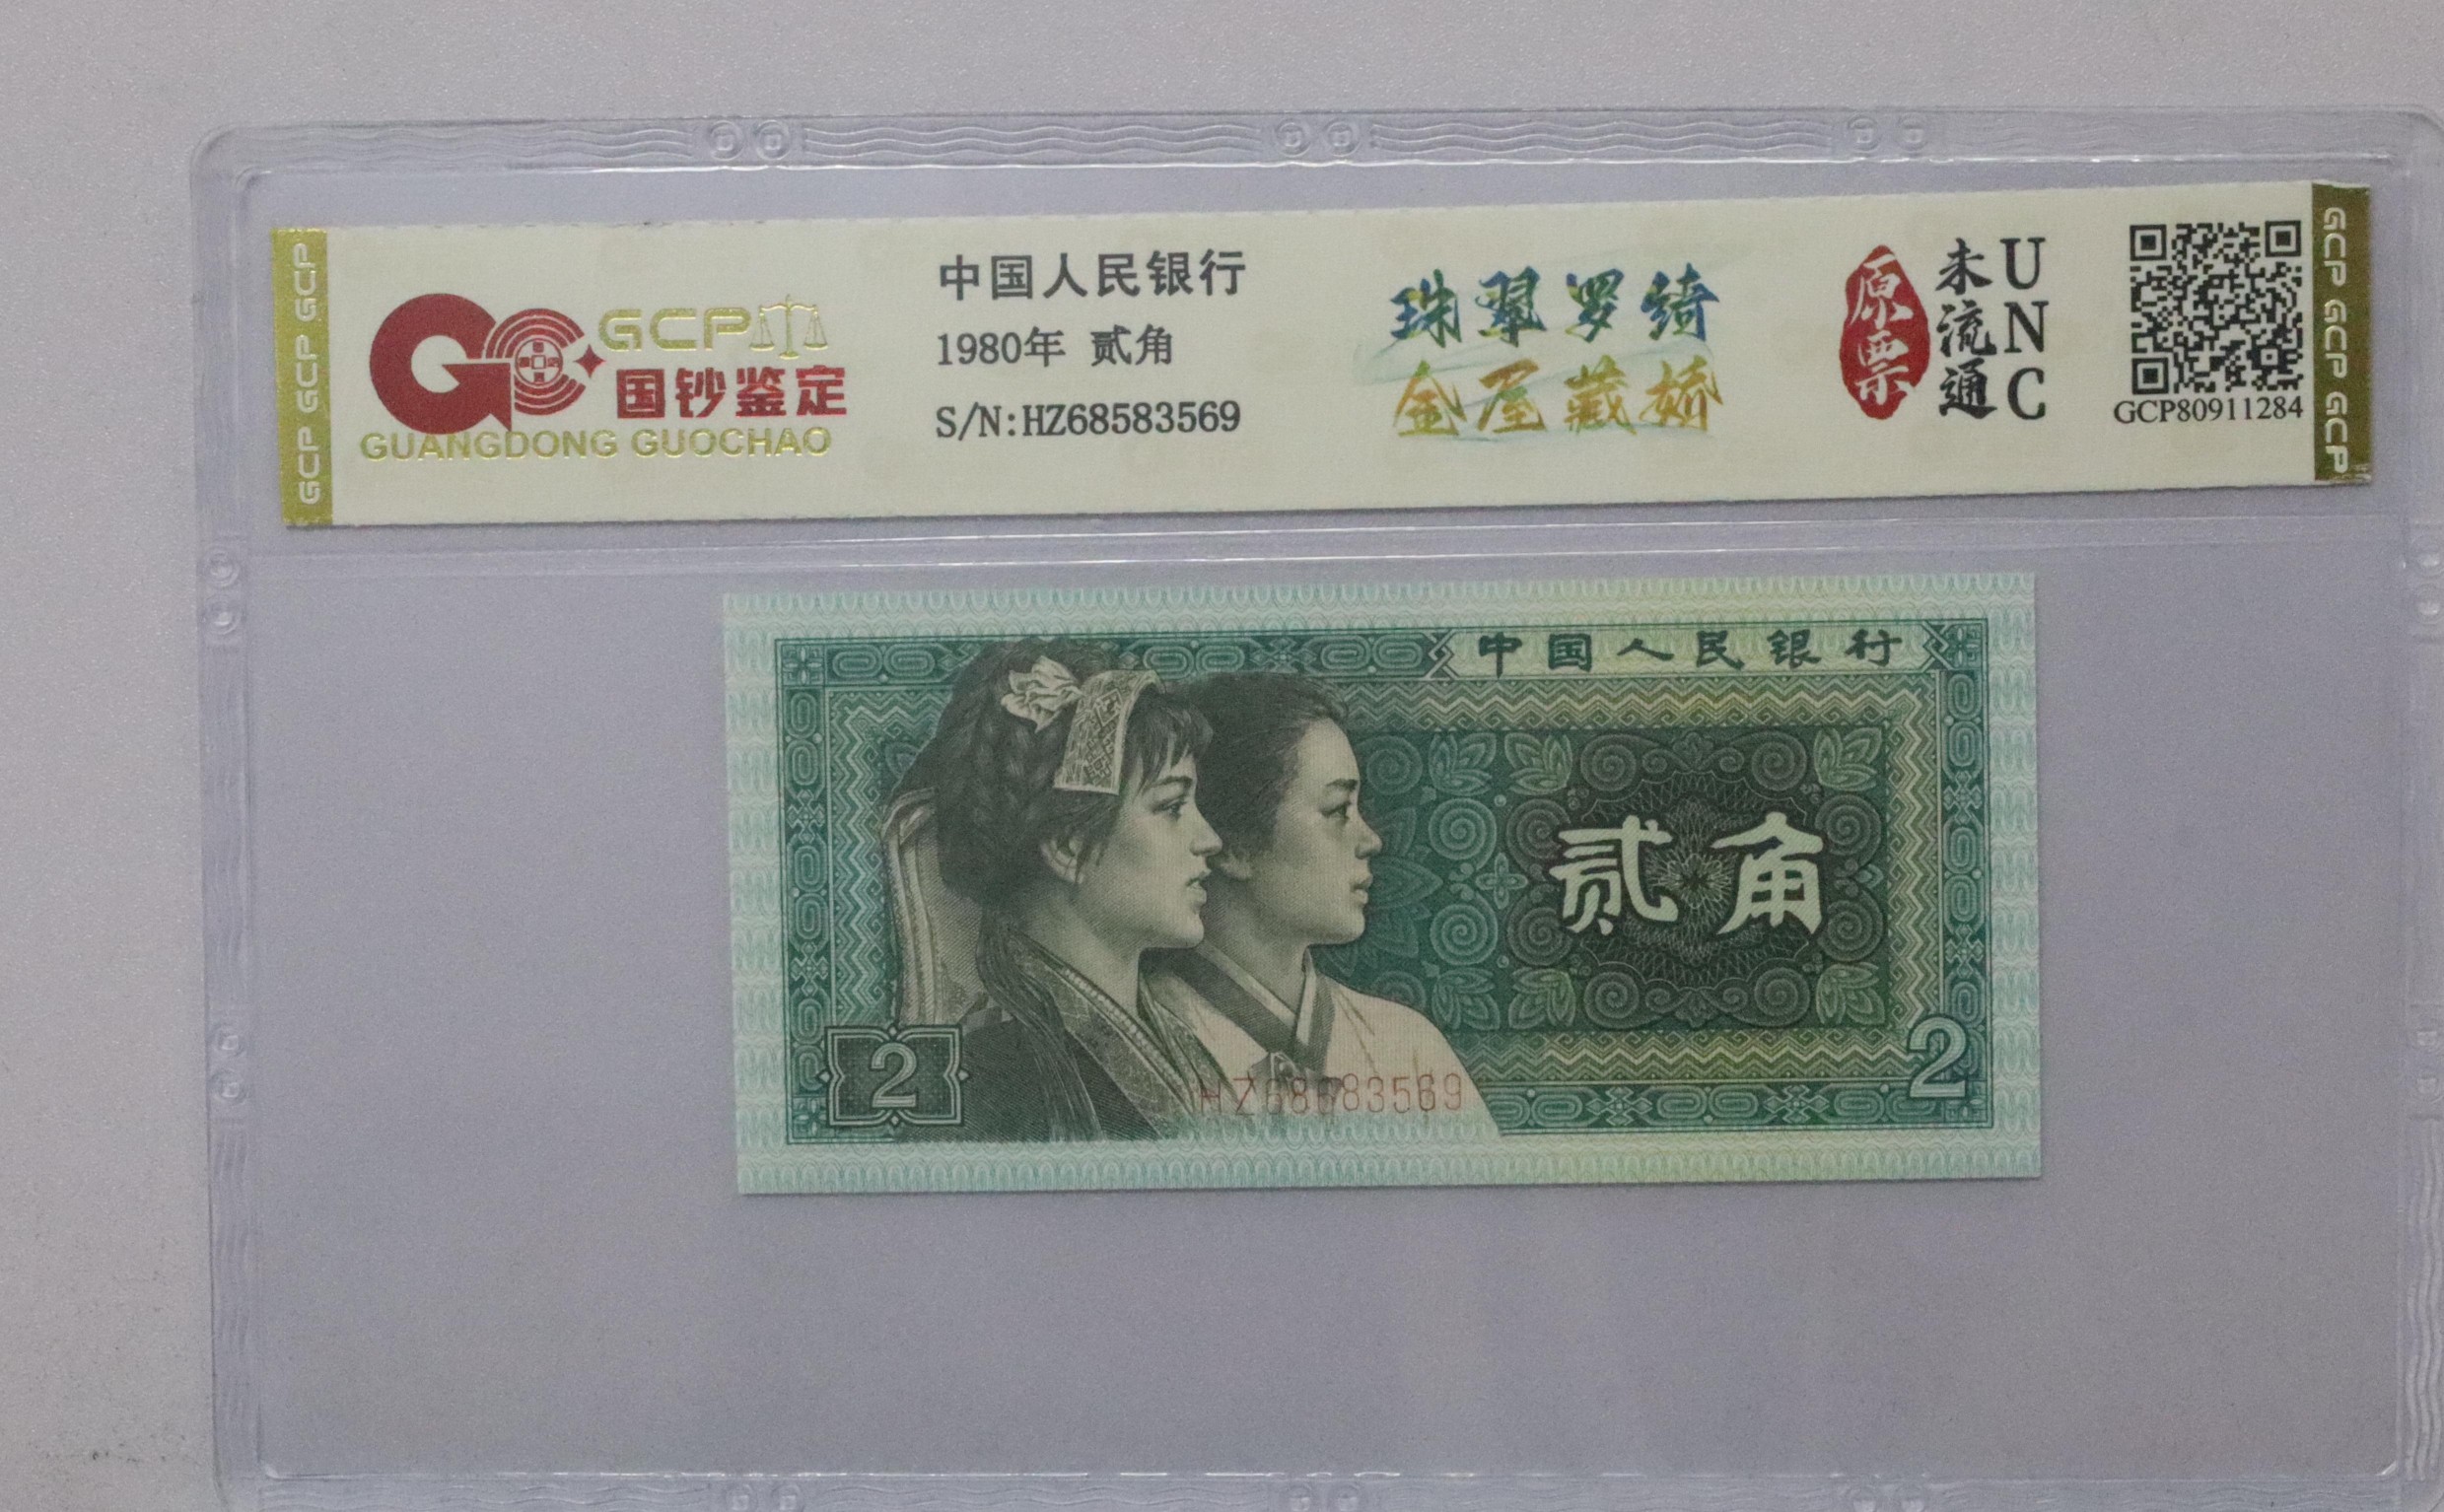 GCP GCP GCP
GCP
国钞鉴定
GUANGDONG GUOCHAO
中国人民银行
1980年 贰角
S/N:HZ68583569
珠翠罗绮
金屋藏娇
原票
未流通
UNC
GCP80911284
GCP GCP GCP
中国人民银行
贰角
2
2
HZ68583569